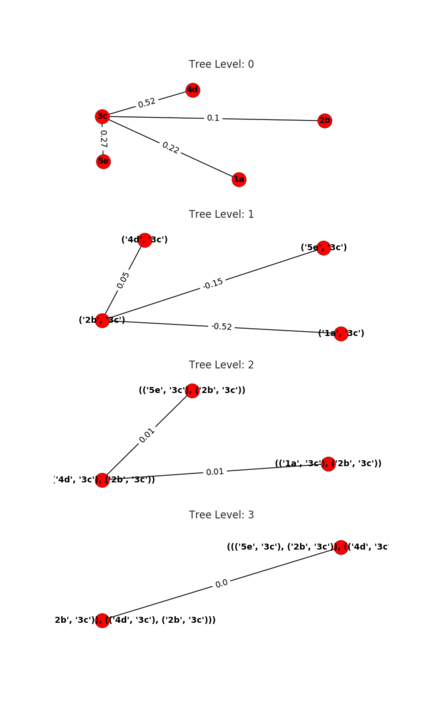 Tree Level: 0
4d
0.52
3c
0.1
2b
0.27
0.22
5e
1a
Tree Level: 1
('4d', '3c')
('5e', '3c')
0.05
-0.15
('2b', '3c')
-0.52
('1a', '3c')
Tree Level: 2
(('5e', '3c'), ('2b', '3c'))
0.01
(('1a', '3c'), ('2b', '3c'))
0.01
'4d', '3c'), ('2b', '3c'))
Tree Level: 3
((('5e', '3c'), ('2b', '3c')), (('4d', '3c'
0.0
2b', '3c')), (('4d', '3c'), ('2b', '3c')))